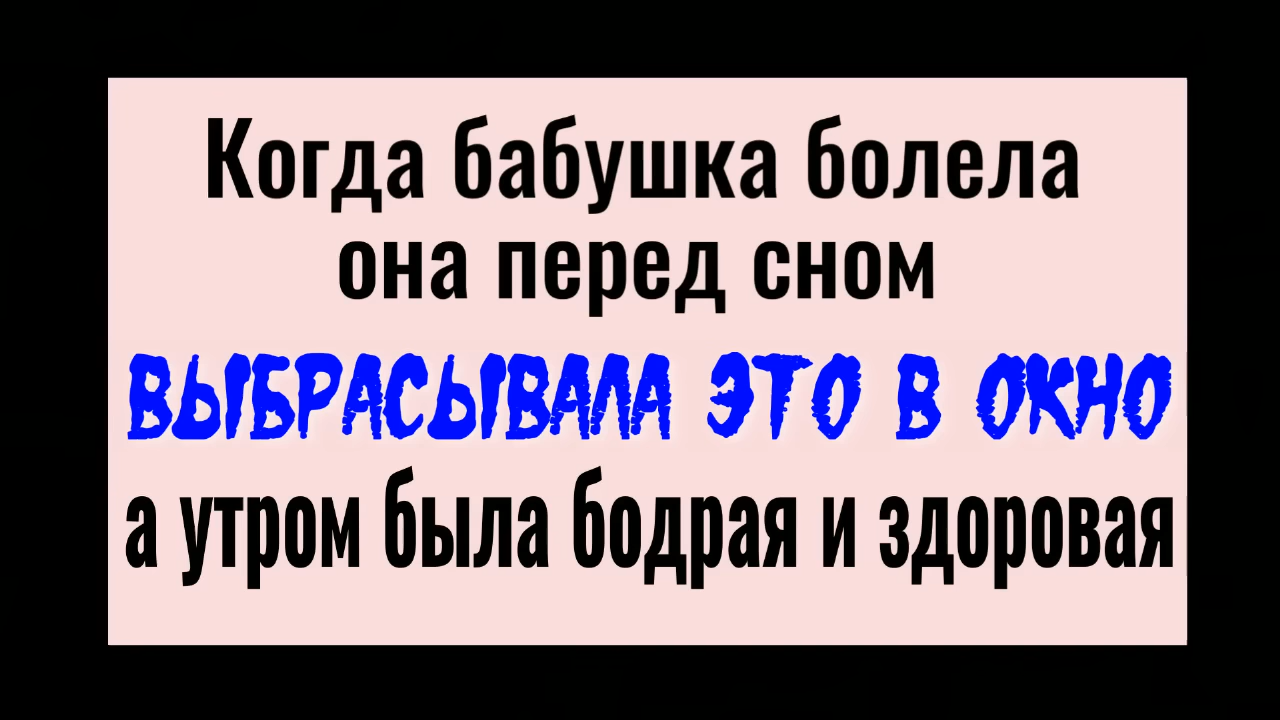 Когда бабушка болела
она перед сном
ВЫБРАСЫВАЛА ЭТО В ОКНО
а утром была бодрая и здоровая